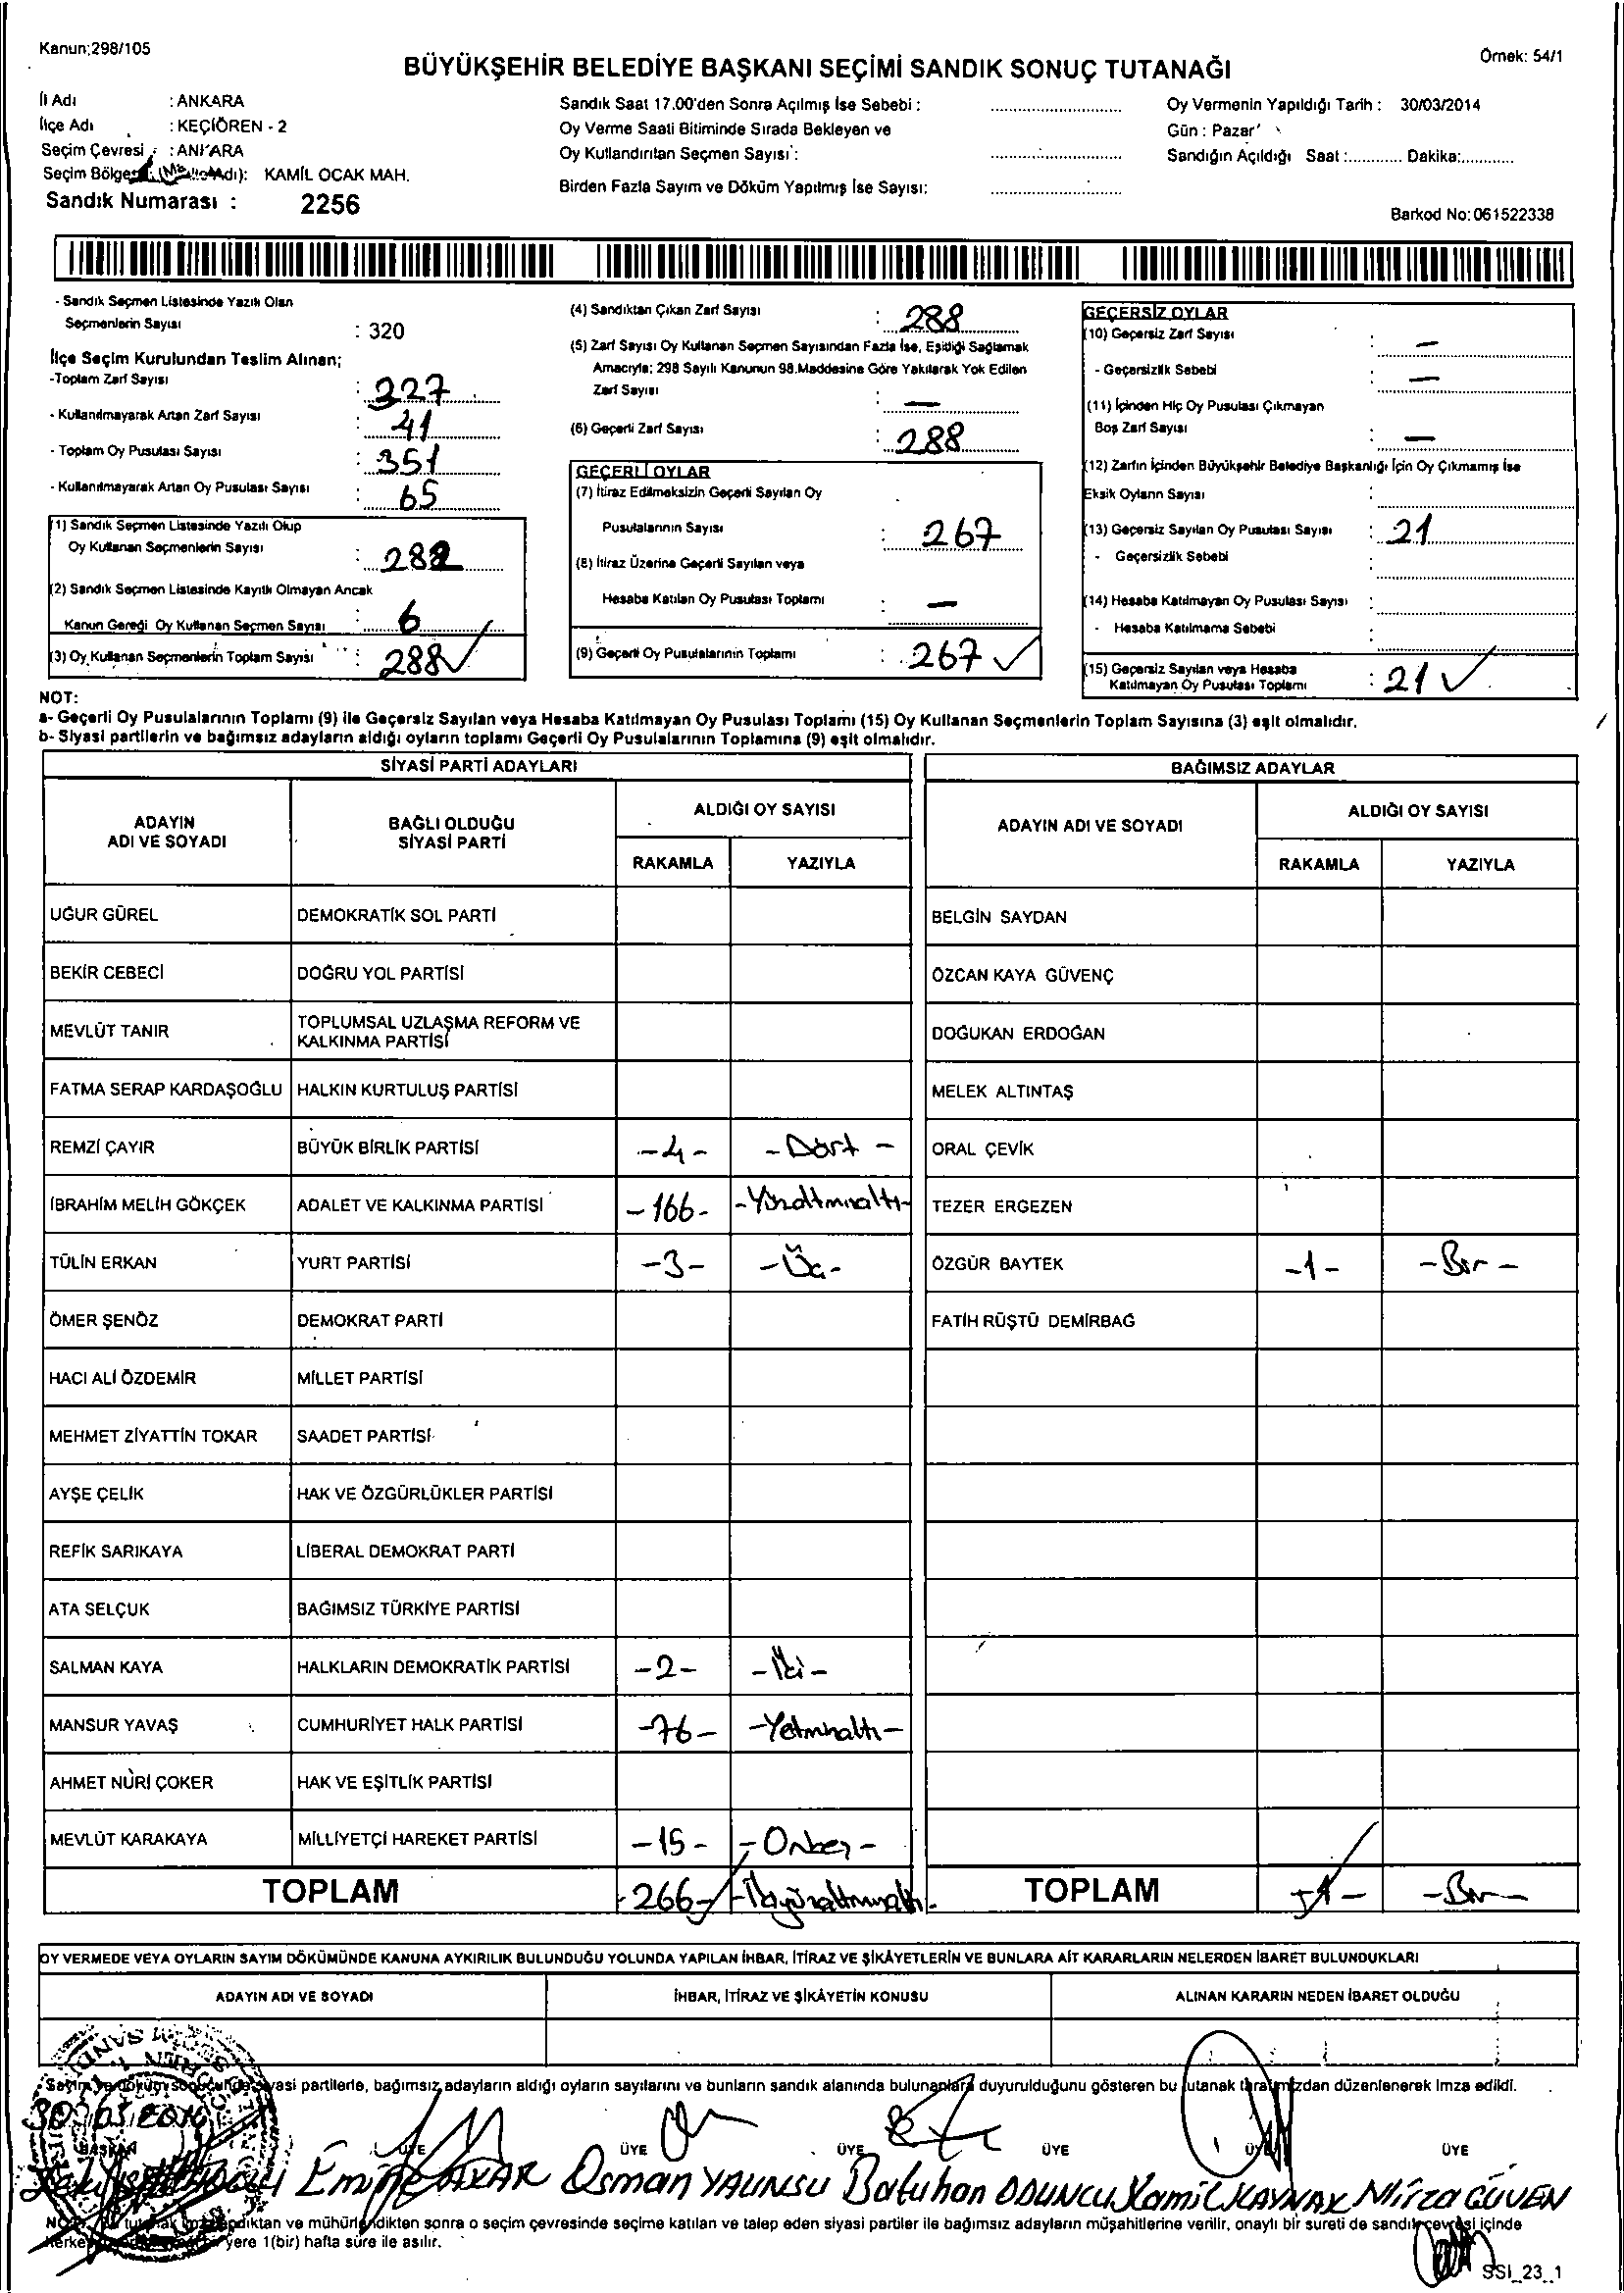 Kanun:298/105
Örnek: 54/1
BÜYÜKŞEHİR BELEDİYE BAŞKANI SEÇİMİ SANDIK SONUÇ TUTANAĞI
İl Adı : ANKARA
İlçe Adı : KEÇİÖREN - 2
Seçim Çevresi : ANKARA
Seçim Bölgesi KAMİL OCAK MAH.
Sandık Numarası : 2256
Sandık Saat 17.00'den Sonra Açılmış İse Sebebi :
Oy Verme Saati Bitiminde Sırada Bekleyen ve
Oy Kullandırılan Seçmen Sayısı :
Birden Fazla Sayım ve Döküm Yapılmış İse Sayısı:
Oy Vermenin Yapıldığı Tarih : 30/03/2014
Gün : Pazar
Sandığın Açıldığı Saat :............ Dakika:............
Barkod No: 061522338
- Sandık Seçmen Listesinde Yazılı Olan
Seçmenlerin Sayısı : 320
İlçe Seçim Kurulundan Teslim Alınan;
-Toplam Zarf Sayısı : 327
- Kullanılmayarak Artan Zarf Sayısı : 41
- Toplam Oy Pusulası Sayısı : 351
- Kullanılmayarak Artan Oy Pusulası Sayısı : 65
(1) Sandık Seçmen Listesinde Yazılı Olup
Oy Kullanan Seçmenlerin Sayısı :
(2) Sandık Seçmen Listesinde Kayıtlı Olmayan Ancak
Kanun Gereği Oy Kullanan Seçmen Sayısı : 6
(3) Oy Kullanan Seçmenlerin Toplam Sayısı : 288
(4) Sandıktan Çıkan Zarf Sayısı : 288
(5) Zarf Sayısı Oy Kullanan Seçmen Sayısından Fazla İse, Eşitliği Sağlamak
Amacıyla; 298 Sayılı Kanunun 98.Maddesine Göre Yakılarak Yok Edilen
Zarf Sayısı : —
(6) Geçerli Zarf Sayısı : 288
GEÇERLİ OYLAR
(7) İtiraz Edilmeksizin Geçerli Sayılan Oy
Pusulalarının Sayısı : 267
(8) İtiraz Üzerine Geçerli Sayılan veya
Hesaba Katılan Oy Pusulası Toplamı : —
(9) Geçerli Oy Pusulalarının Toplamı : 267
GEÇERSİZ OYLAR
(10) Geçersiz Zarf Sayısı : —
- Geçersizlik Sebebi : —
(11) İçinden Hiç Oy Pusulası Çıkmayan
Boş Zarf Sayısı : —
(12) Zarfın İçinden Büyükşehir Belediye Başkanlığı İçin Oy Çıkmamış İse
Eksik Oyların Sayısı :
(13) Geçersiz Sayılan Oy Pusulası Sayısı : 21
- Geçersizlik Sebebi :
(14) Hesaba Katılmayan Oy Pusulası Sayısı :
- Hesaba Katılmama Sebebi :
(15) Geçersiz Sayılan veya Hesaba
Katılmayan Oy Pusulası Toplamı : 21
NOT:
a- Geçerli Oy Pusulalarının Toplamı (9) ile Geçersiz Sayılan veya Hesaba Katılmayan Oy Pusulası Toplamı (15) Oy Kullanan Seçmenlerin Toplam Sayısına (3) eşit olmalıdır.
b- Siyasi partilerin ve bağımsız adayların aldığı oyların toplamı Geçerli Oy Pusulalarının Toplamına (9) eşit olmalıdır.
SİYASİ PARTİ ADAYLARI
ADAYIN ADI VE SOYADI BAĞLI OLDUĞU SİYASİ PARTİ ALDIĞI OY SAYISI
RAKAMLA YAZIYLA
UĞUR GÜREL DEMOKRATİK SOL PARTİ
BEKİR CEBECİ DOĞRU YOL PARTİSİ
MEVLÜT TANIR TOPLUMSAL UZLAŞMA REFORM VE KALKINMA PARTİSİ
FATMA SERAP KARDAŞOĞLU HALKIN KURTULUŞ PARTİSİ
REMZİ ÇAYIR BÜYÜK BİRLİK PARTİSİ -4- -Dört-
İBRAHİM MELİH GÖKÇEK ADALET VE KALKINMA PARTİSİ -166- -Yüzaltmışaltı-
TÜLİN ERKAN YURT PARTİSİ -3- -Üç-
ÖMER ŞENÖZ DEMOKRAT PARTİ
HACI ALİ ÖZDEMİR MİLLET PARTİSİ
MEHMET ZİYATTİN TOKAR SAADET PARTİSİ
AYŞE ÇELİK HAK VE ÖZGÜRLÜKLER PARTİSİ
REFİK SARIKAYA LİBERAL DEMOKRAT PARTİ
ATA SELÇUK BAĞIMSIZ TÜRKİYE PARTİSİ
SALMAN KAYA HALKLARIN DEMOKRATİK PARTİSİ -2- -İki-
MANSUR YAVAŞ CUMHURİYET HALK PARTİSİ -76- -Yetmişaltı-
AHMET NURİ ÇOKER HAK VE EŞİTLİK PARTİSİ
MEVLÜT KARAKAYA MİLLİYETÇİ HAREKET PARTİSİ -15- -Onbeş-
TOPLAM -266- -İkiyüzaltmışaltı-
BAĞIMSIZ ADAYLAR
ADAYIN ADI VE SOYADI ALDIĞI OY SAYISI
RAKAMLA YAZIYLA
BELGİN SAYDAN
ÖZCAN KAYA GÜVENÇ
DOĞUKAN ERDOĞAN
MELEK ALTINTAŞ
ORAL ÇEVİK
TEZER ERGEZEN
ÖZGÜR BAYTEK -1- -Bir-
FATİH RÜŞTÜ DEMİRBAĞ
TOPLAM -1- -Bir-
OY VERMEDE VEYA OYLARIN SAYIM DÖKÜMÜNDE KANUNA AYKIRILIK BULUNDUĞU YOLUNDA YAPILAN İHBAR, İTİRAZ VE ŞİKÂYETLERİN VE BUNLARA AİT KARARLARIN NELERDEN İBARET BULUNDUKLARI
ADAYIN ADI VE SOYADI İHBAR, İTİRAZ VE ŞİKÂYETİN KONUSU ALINAN KARARIN NEDEN İBARET OLDUĞU
siyasi partilerle, bağımsız adayların aldığı oyların sayılarını ve bunların sandık alanında bulunanlara duyurulduğunu gösteren bu tutanak tarafımızdan düzenlenerek imza edildi.
30.03.2014
BAŞKAN ÜYE ÜYE ÜYE ÜYE ÜYE ÜYE
Emine Osman YALINSU Batuhan ODUNCU Kamil KAYNAK Mirza GÜVEN
ve mühürlendikten sonra o seçim çevresinde seçime katılan ve talep eden siyasi partiler ile bağımsız adayların müşahitlerine verilir, onaylı bir sureti de sandık çevresi içinde
bir yere 1(bir) hafta süre ile asılır.
SSI_23_1